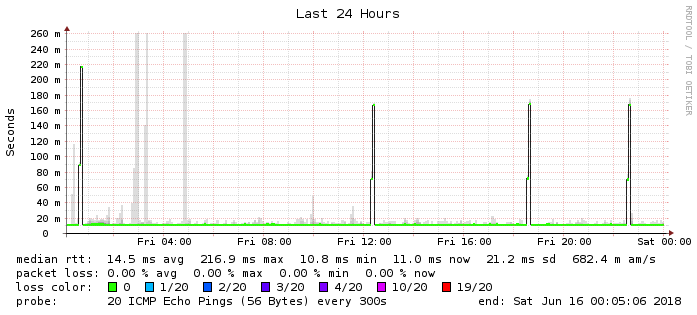 Last 24 Hours
RRDTOOL / TOBI OETIKER
Seconds
260 m
240 m
220 m
200 m
180 m
160 m
140 m
120 m
100 m
80 m
60 m
40 m
20 m
0
Fri 04:00 Fri 08:00 Fri 12:00 Fri 16:00 Fri 20:00 Sat 00:00
median rtt: 14.5 ms avg 216.9 ms max 10.8 ms min 11.0 ms now 21.2 ms sd 682.4 m am/s
packet loss: 0.00 % avg 0.00 % max 0.00 % min 0.00 % now
loss color: 0 1/20 2/20 3/20 4/20 10/20 19/20
probe: 20 ICMP Echo Pings (56 Bytes) every 300s end: Sat Jun 16 00:05:06 2018